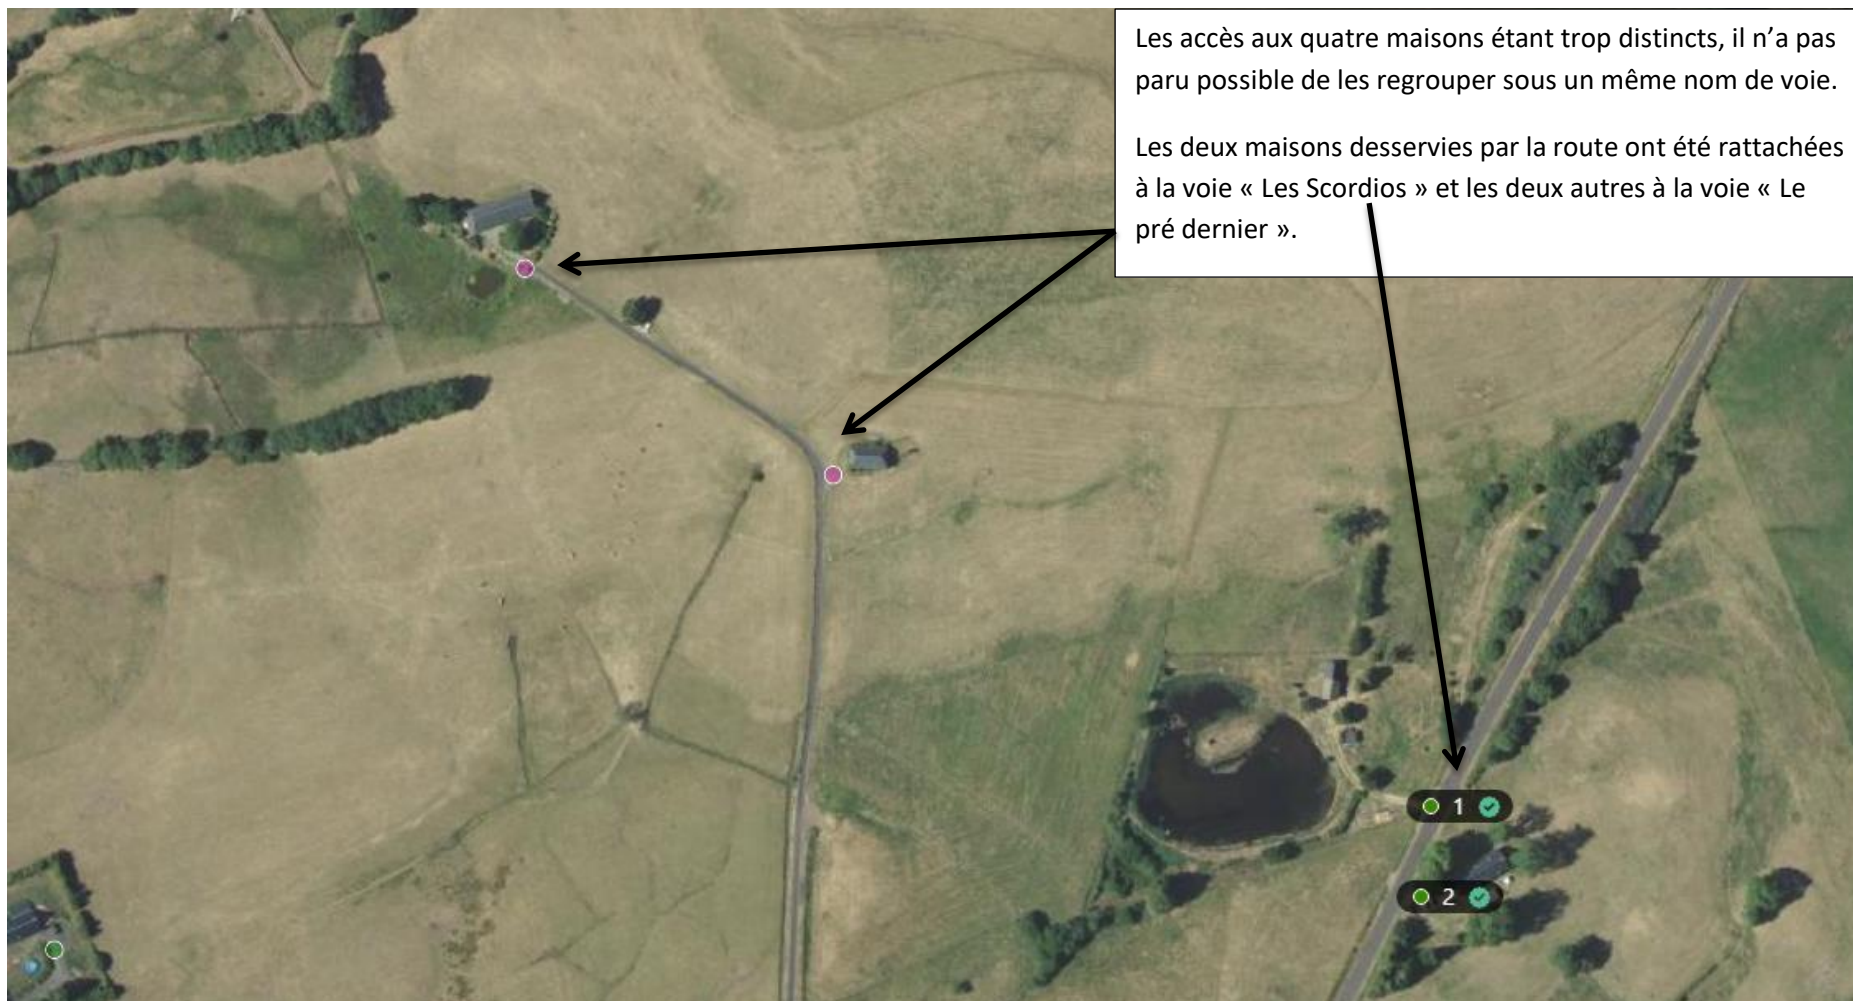 Les accès aux quatre maisons étant trop distincts, il n’a pas
paru possible de les regrouper sous un même nom de voie.
Les deux maisons desservies par la route ont été rattachées
à la voie « Les Scordios » et les deux autres à la voie « Le
pré dernier ».
1
2